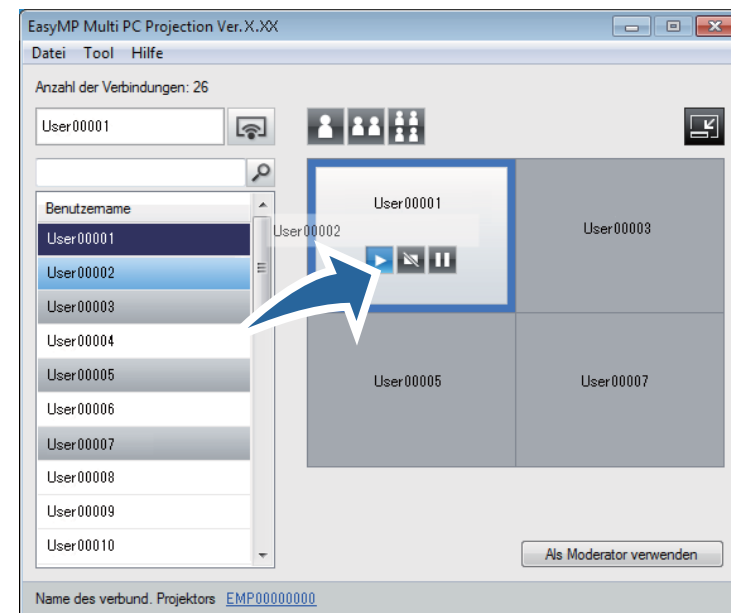 EasyMP Multi PC Projection Ver.X.XX
Datei Tool Hilfe
Anzahl der Verbindungen: 26
User00001
Benutzername
User00001
User00002
User00003
User00004
User00005
User00006
User00007
User00008
User00009
User00010
User00002
User00001
User00003
User00005
User00007
Als Moderator verwenden
Name des verbund. Projektors EMP00000000